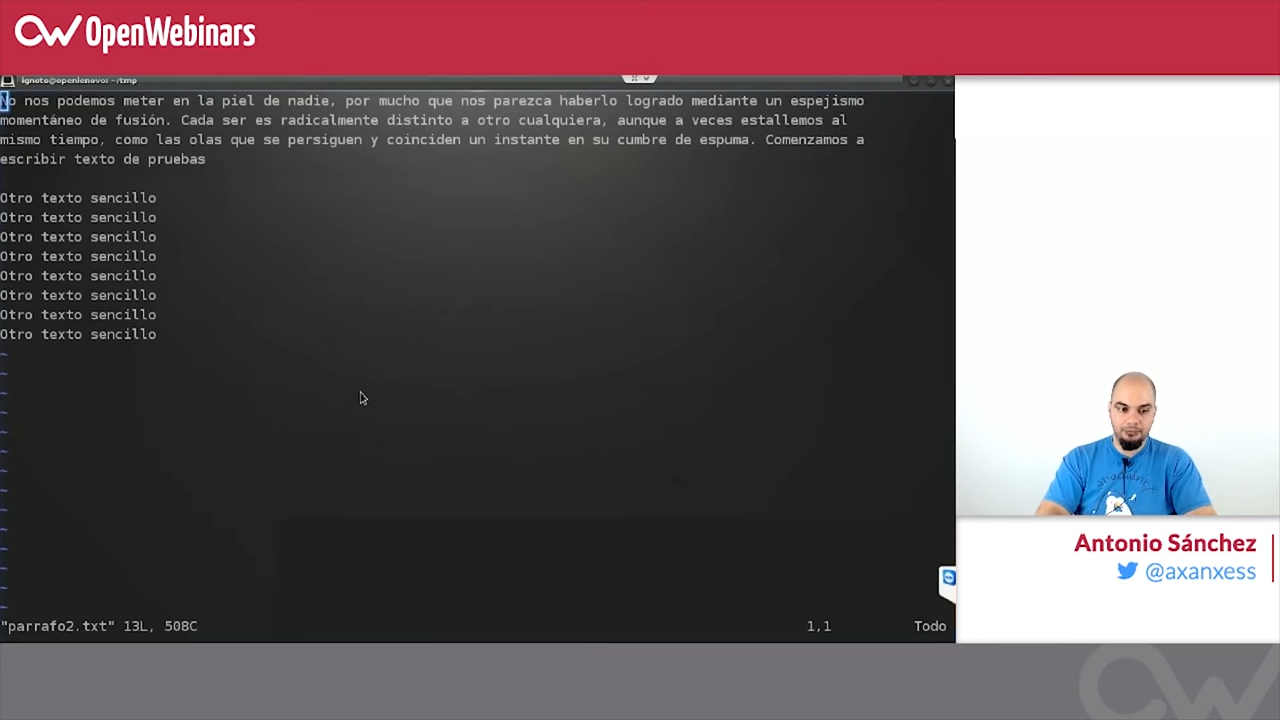 OpenWebinars
ignoto@openlenovo: ~/tmp
No nos podemos meter en la piel de nadie, por mucho que nos parezca haberlo logrado mediante un espejismo
momentáneo de fusión. Cada ser es radicalmente distinto a otro cualquiera, aunque a veces estallemos al
mismo tiempo, como las olas que se persiguen y coinciden un instante en su cumbre de espuma. Comenzamos a
escribir texto de pruebas
Otro texto sencillo
Otro texto sencillo
Otro texto sencillo
Otro texto sencillo
Otro texto sencillo
Otro texto sencillo
Otro texto sencillo
Otro texto sencillo
~
~
~
~
~
~
~
~
~
~
~
~
~
~
"parrafo2.txt" 13L, 508C 1,1 Todo
Antonio Sánchez
@axanxess